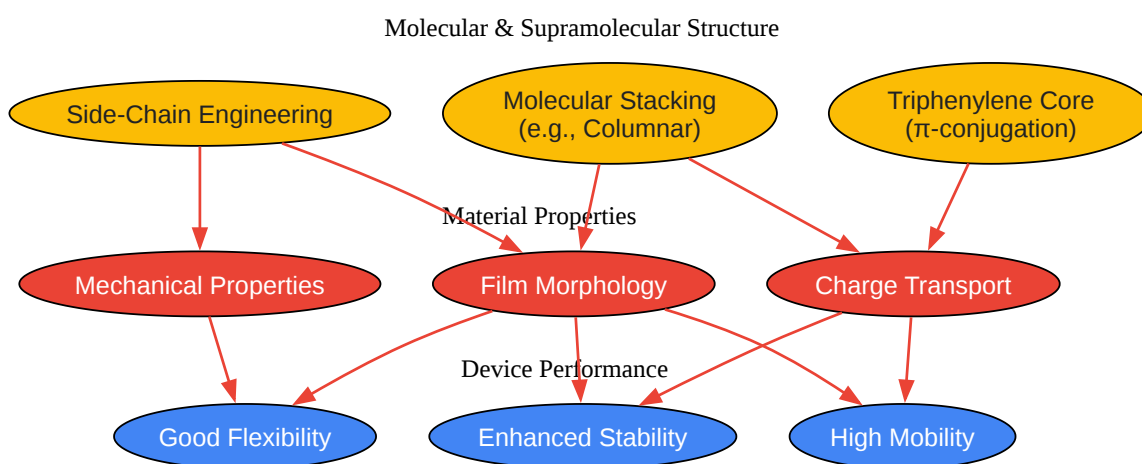 Molecular & Supramolecular Structure
Side-Chain Engineering
Molecular Stacking
(e.g., Columnar)
Triphenylene Core
(π-conjugation)
Material Properties
Mechanical Properties
Film Morphology
Charge Transport
Device Performance
Good Flexibility
Enhanced Stability
High Mobility